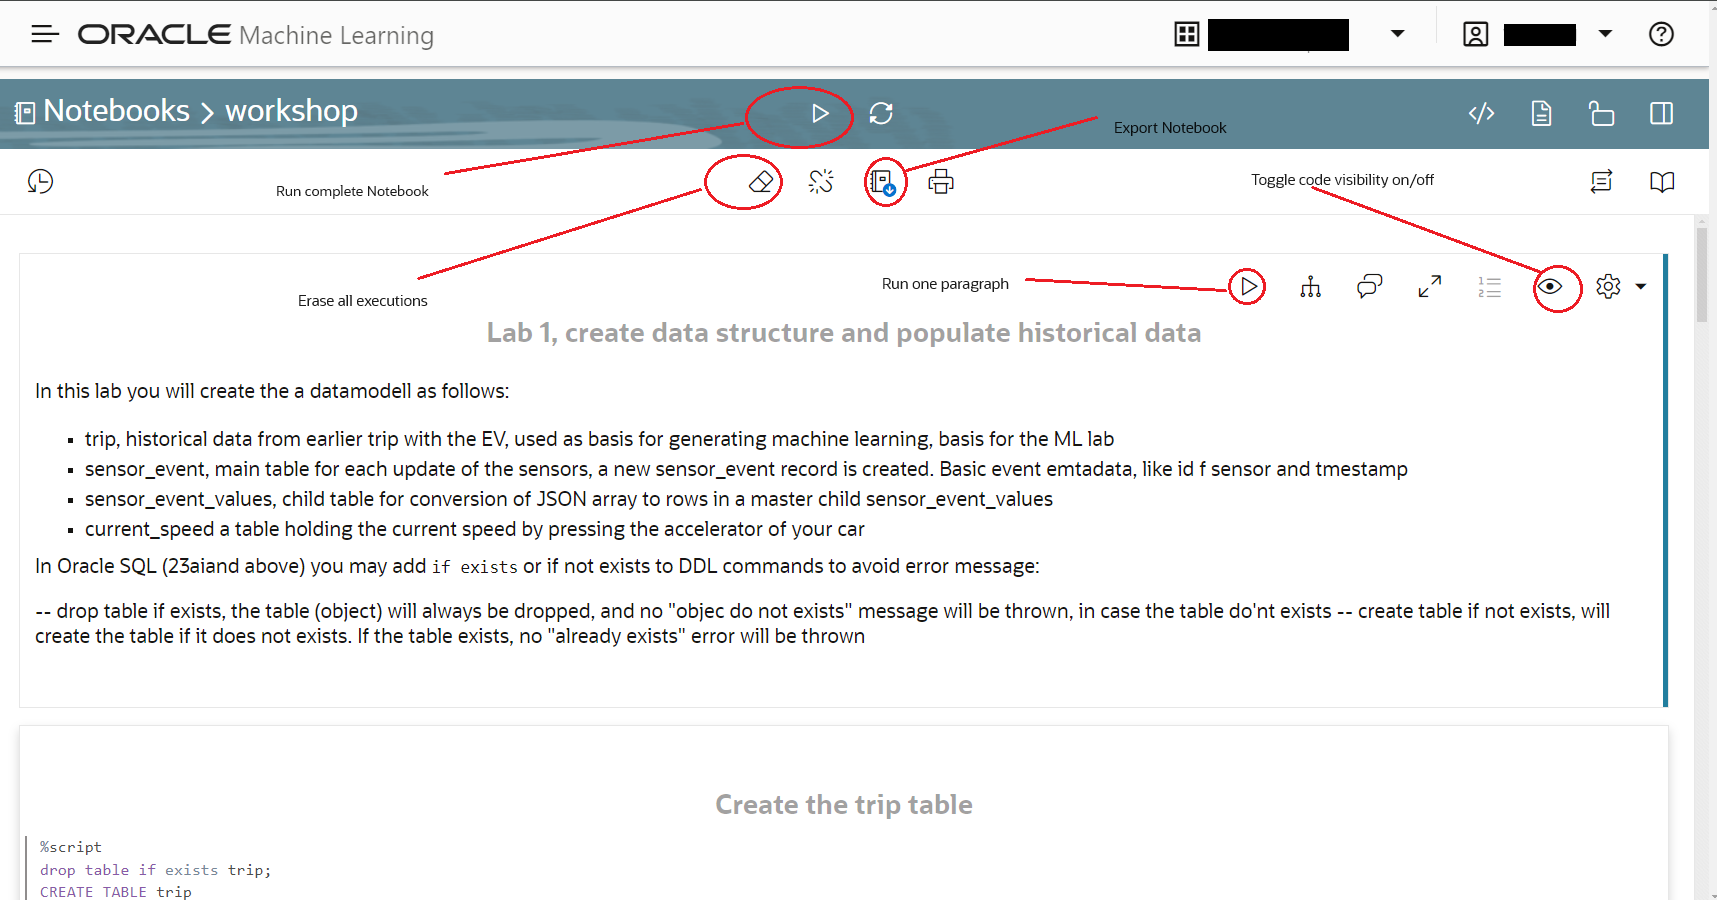 ORACLE Machine Learning
Notebooks > workshop
Export Notebook
Run complete Notebook
Toggle code visibility on/off
Erase all executions
Run one paragraph
Lab 1, create data structure and populate historical data
In this lab you will create the a datamodell as follows:
trip, historical data from earlier trip with the EV, used as basis for generating machine learning, basis for the ML lab
sensor_event, main table for each update of the sensors, a new sensor_event record is created. Basic event emtadata, like id f sensor and tmestamp
sensor_event_values, child table for conversion of JSON array to rows in a master child sensor_event_values
current_speed a table holding the current speed by pressing the accelerator of your car
In Oracle SQL (23aiand above) you may add if exists or if not exists to DDL commands to avoid error message:
-- drop table if exists, the table (object) will always be dropped, and no "objec do not exists" message will be thrown, in case the table do'nt exists -- create table if not exists, will
create the table if it does not exists. If the table exists, no "already exists" error will be thrown
Create the trip table
%script
drop table if exists trip;
CREATE TABLE trip